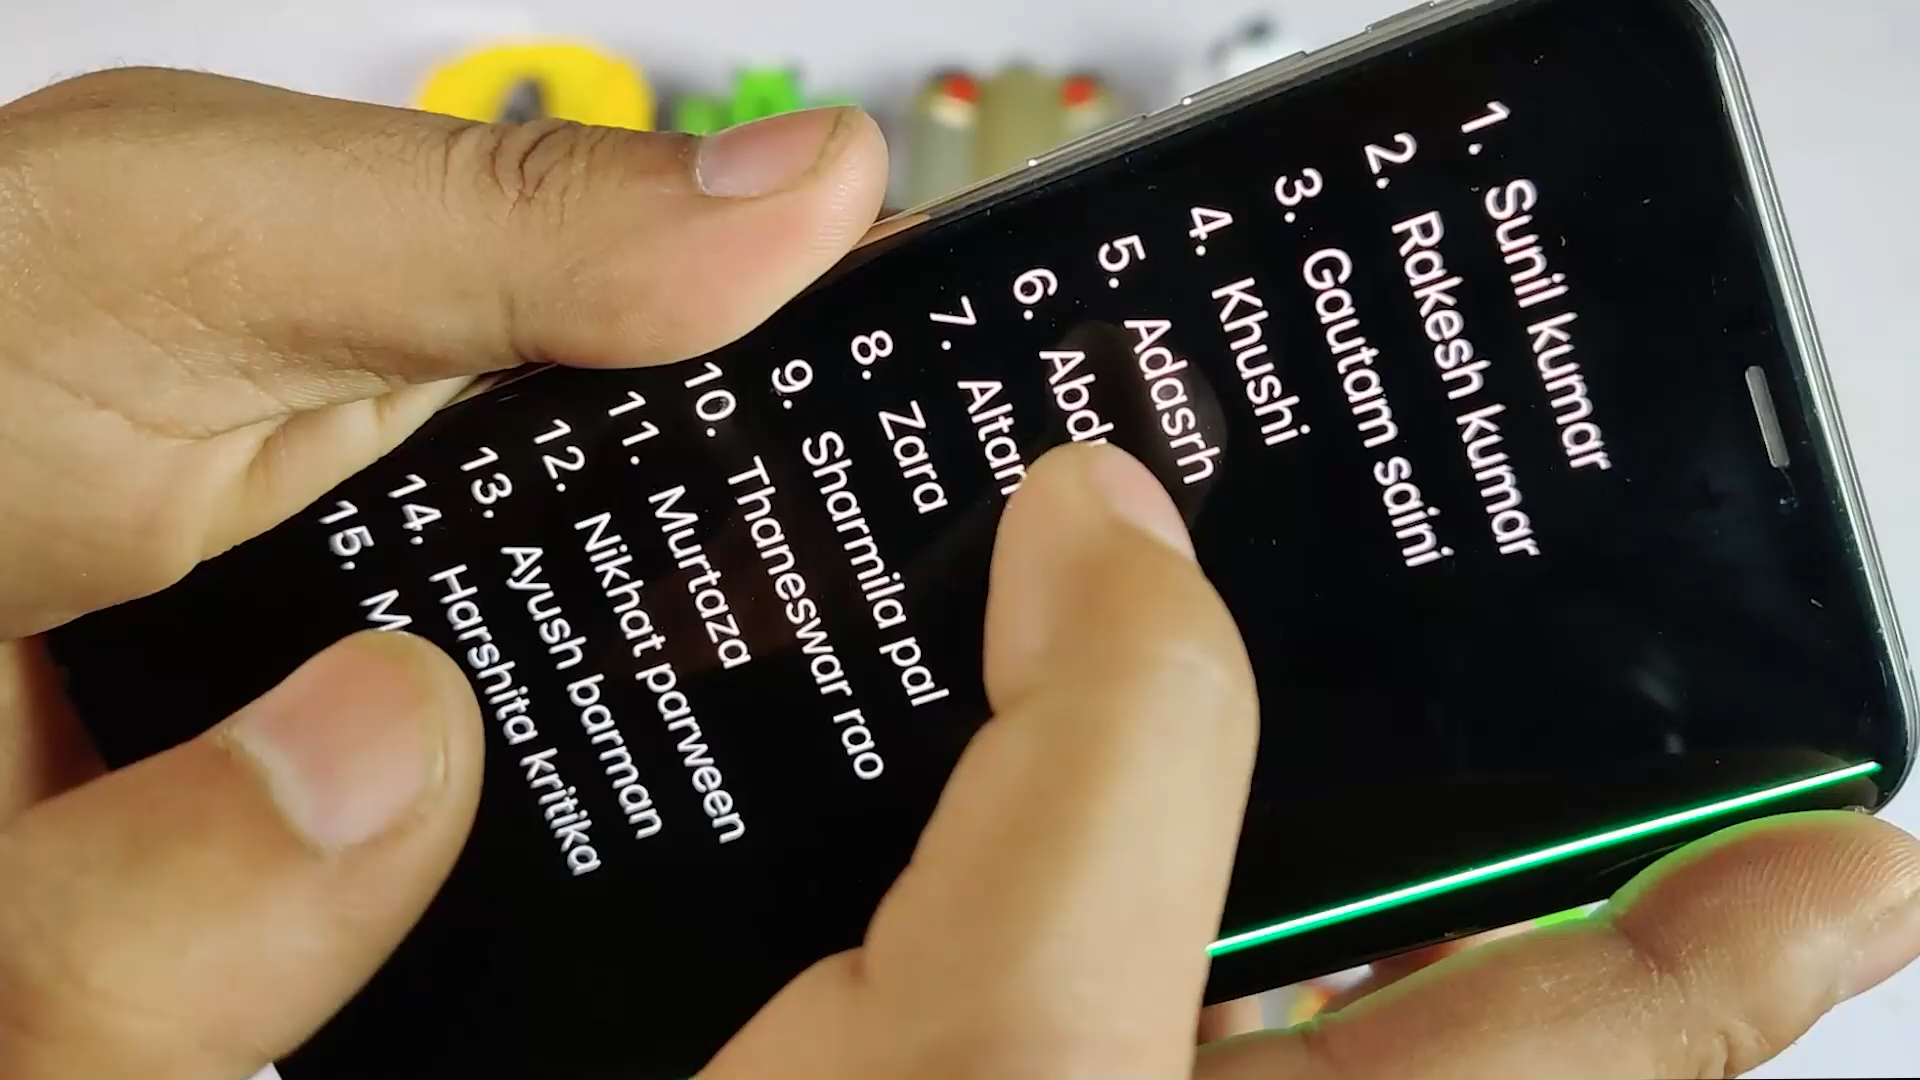 1. Sunil kumar
2. Rakesh kumar
3. Gautam saini
4. Khushi
5. Adasrh
6.
7.
8. Zara
9. Sharmila pal
10. Thaneswar rao
11. Murtaza
12. Nikhat parween
13. Ayush barman
14. Harshita kritika
15.